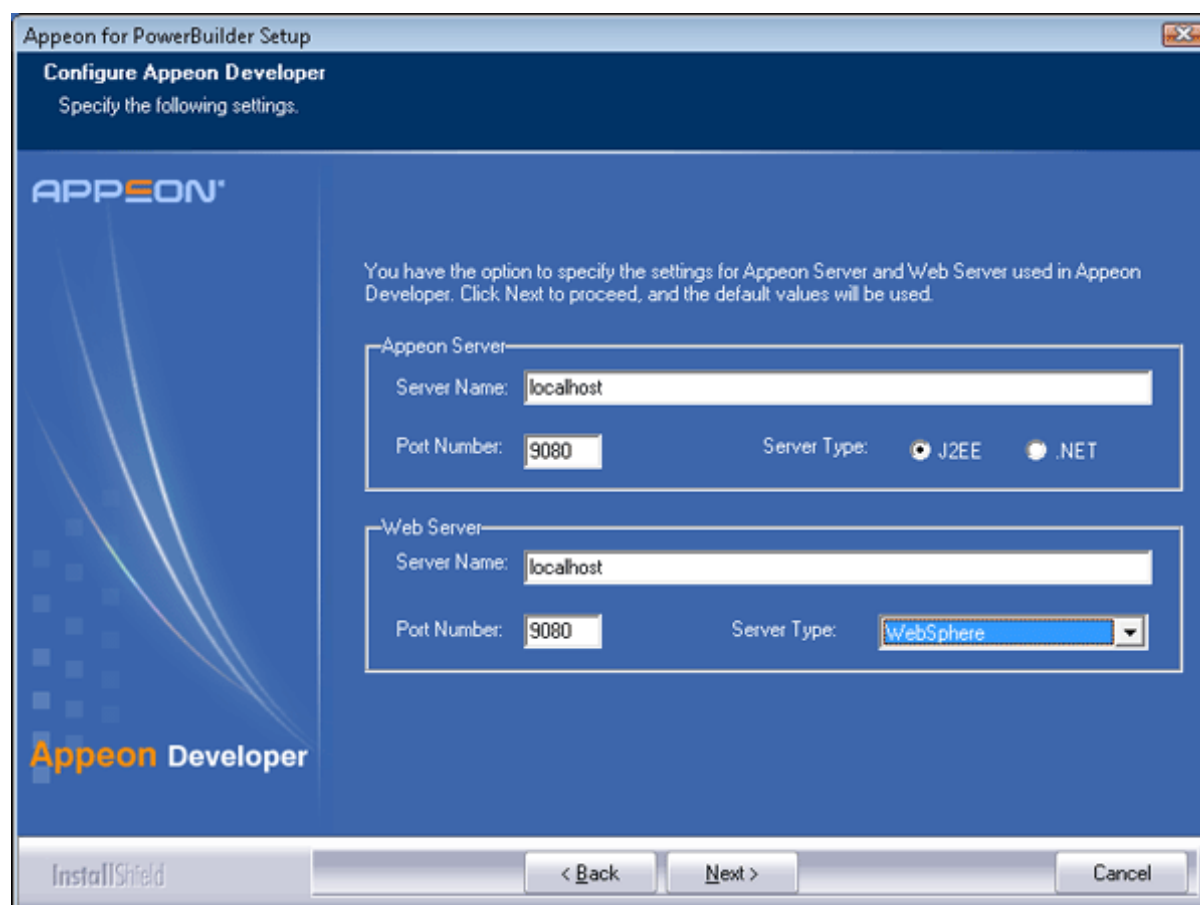 Appeon for PowerBuilder Setup
Configure Appeon Developer
Specify the following settings.
APPEON
You have the option to specify the settings for Appeon Server and Web Server used in Appeon
Developer. Click Next to proceed, and the default values will be used.
Appeon Server
Server Name: localhost
Port Number: 9080 Server Type: J2EE .NET
Web Server
Server Name: localhost
Port Number: 9080 Server Type: WebSphere
Appeon Developer
InstallShield
< Back Next > Cancel